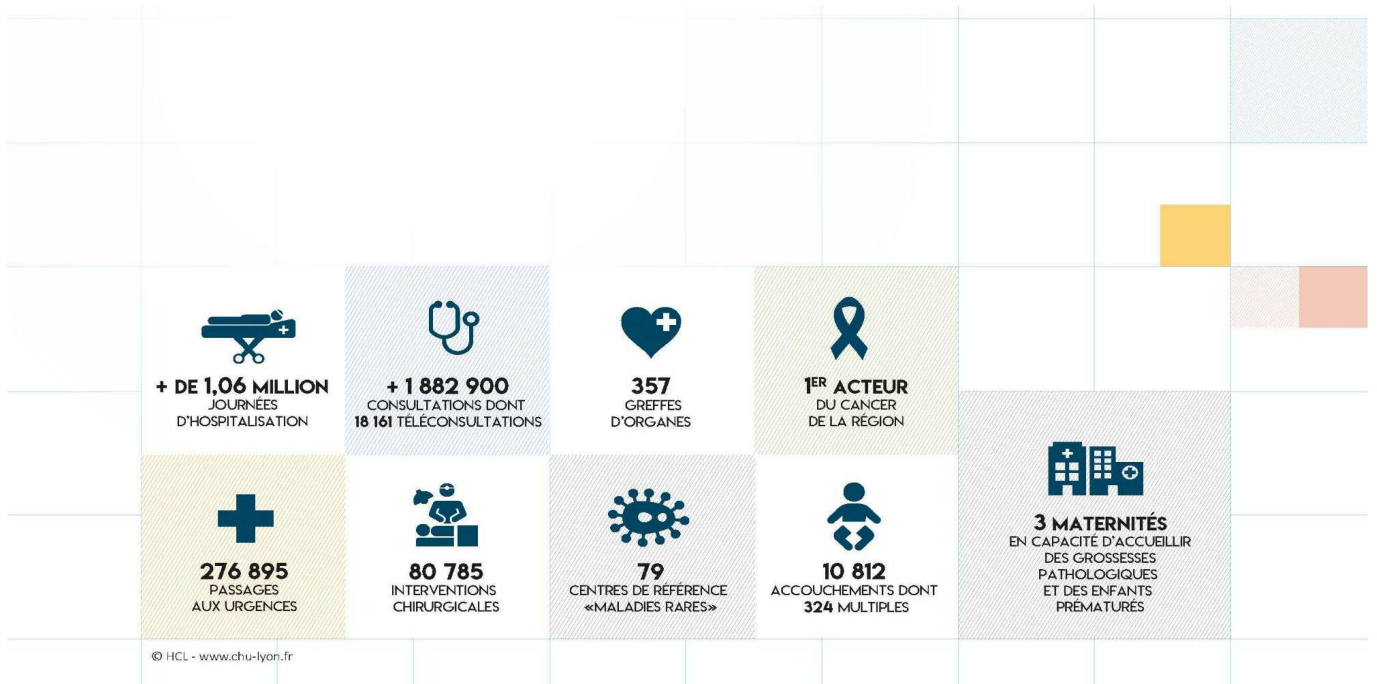 + DE 1,06 MILLION
JOURNÉES
D'HOSPITALISATION
+ 1 882 900
CONSULTATIONS DONT
18 161 TÉLÉCONSULTATIONS
357
GREFFES
D'ORGANES
1ER ACTEUR
DU CANCER
DE LA RÉGION
276 895
PASSAGES
AUX URGENCES
80 785
INTERVENTIONS
CHIRURGICALES
79
CENTRES DE RÉFÉRENCE
«MALADIES RARES»
10 812
ACCOUCHEMENTS DONT
324 MULTIPLES
3 MATERNITÉS
EN CAPACITÉ D'ACCUEILLIR
DES GROSSESSES
PATHOLOGIQUES
ET DES ENFANTS
PRÉMATURÉS
© HCL - www.chu-lyon.fr